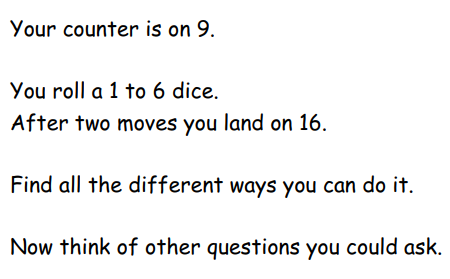 Your counter is on 9.
You roll a 1 to 6 dice.
After two moves you land on 16.
Find all the different ways you can do it.
Now think of other questions you could ask.